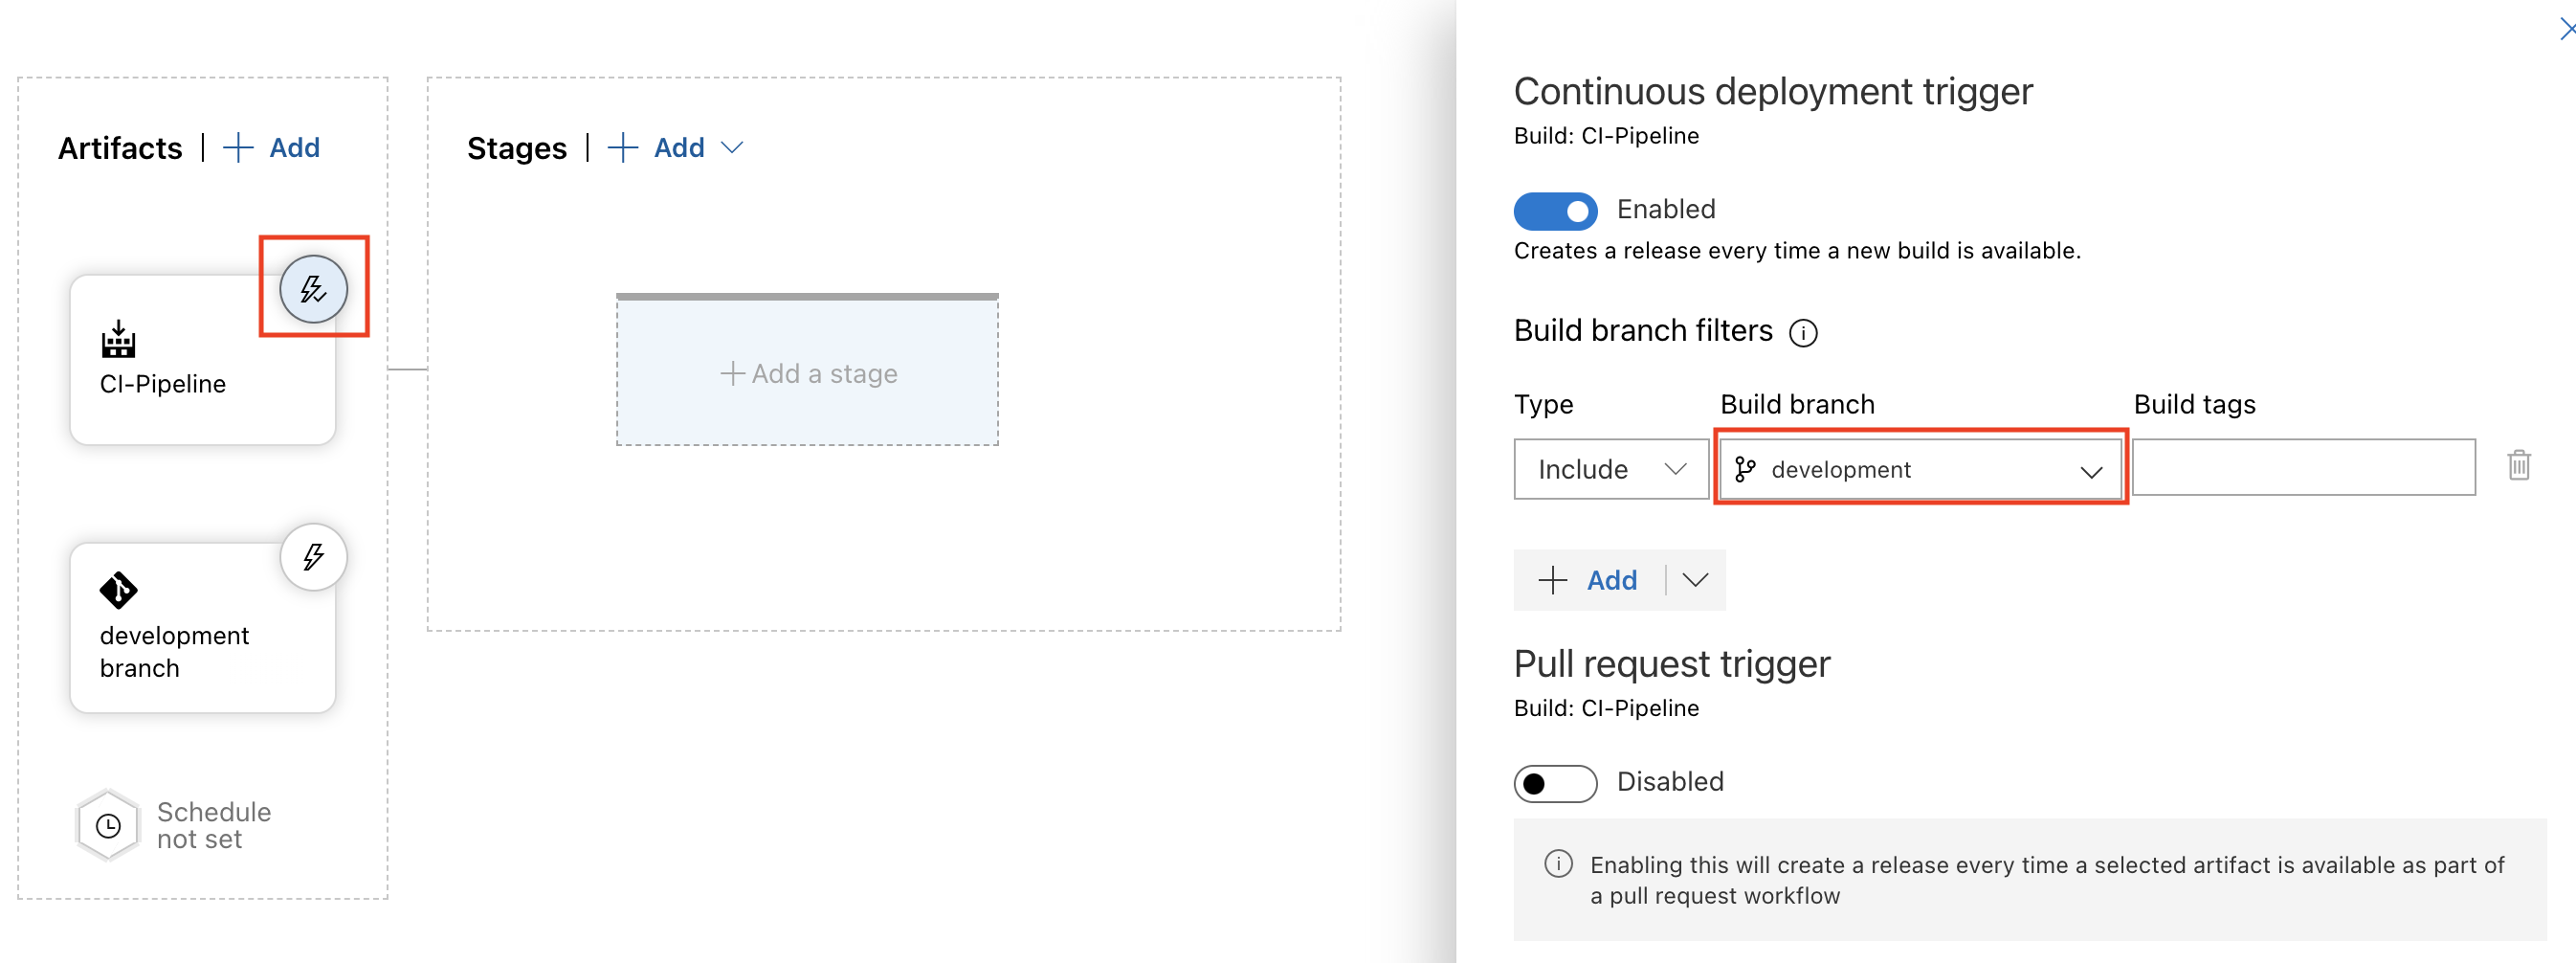 Artifacts | + Add
Stages | + Add
CI-Pipeline
+ Add a stage
development
branch
Schedule
not set
Continuous deployment trigger
Build: CI-Pipeline
Enabled
Creates a release every time a new build is available.
Build branch filters
Type Build branch Build tags
Include development
+ Add
Pull request trigger
Build: CI-Pipeline
Disabled
Enabling this will create a release every time a selected artifact is available as part of
a pull request workflow